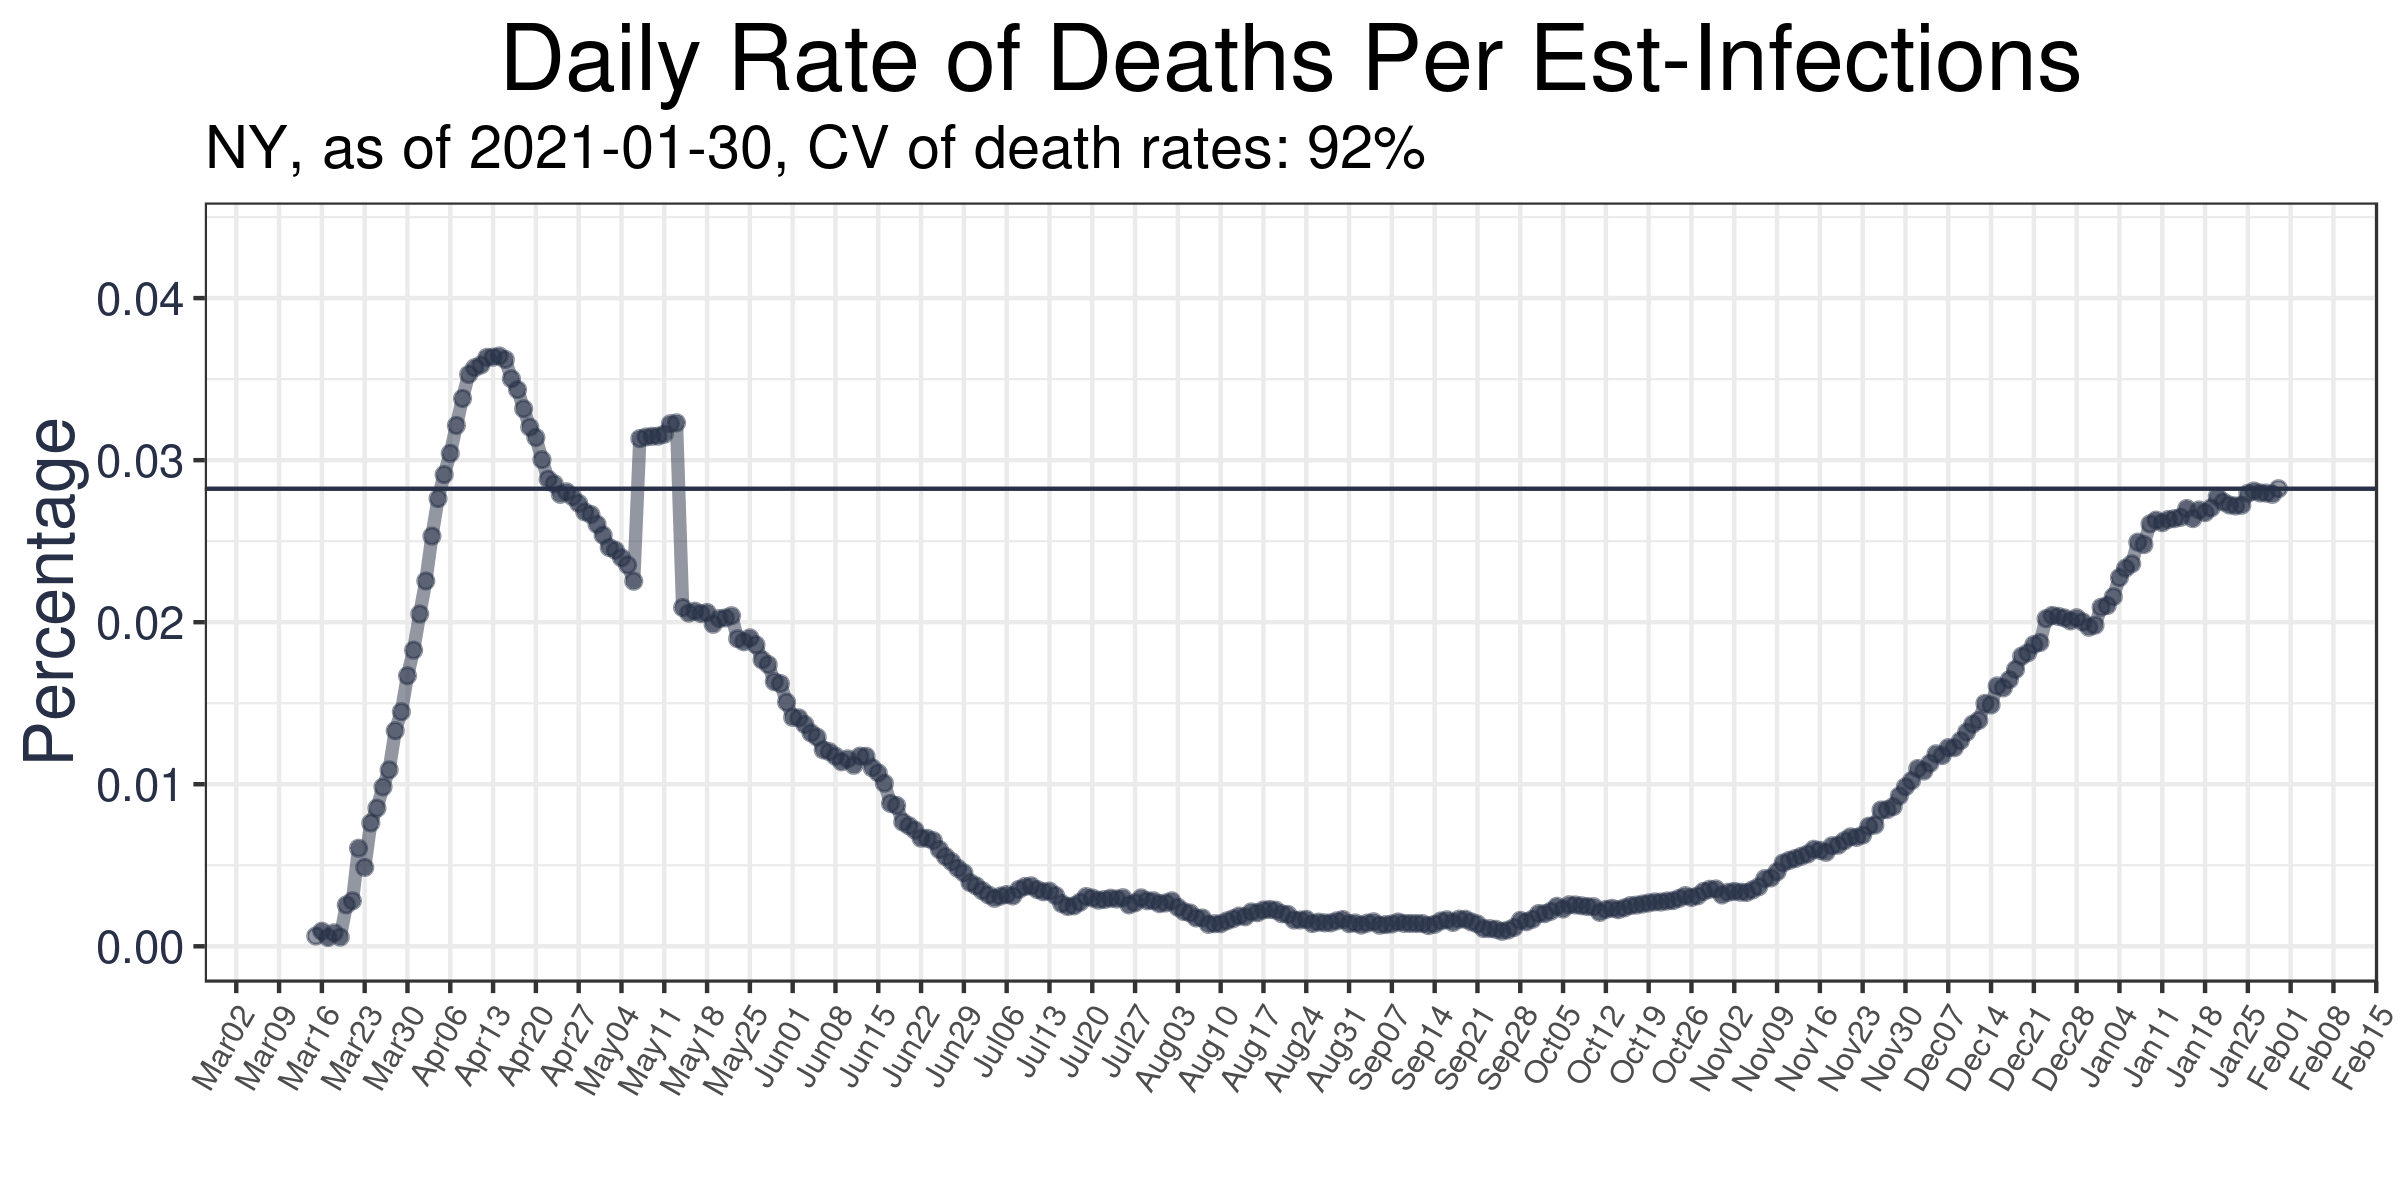 Daily Rate of Deaths Per Est-Infections
NY, as of 2021-01-30, CV of death rates: 92%
Percentage
0.04
0.03
0.02
0.01
0.00
Mar02
Mar09
Mar16
Mar23
Mar30
Apr06
Apr13
Apr20
Apr27
May04
May11
May18
May25
Jun01
Jun08
Jun15
Jun22
Jun29
Jul06
Jul13
Jul20
Jul27
Aug03
Aug10
Aug17
Aug24
Aug31
Sep07
Sep14
Sep21
Sep28
Oct05
Oct12
Oct19
Oct26
Nov02
Nov09
Nov16
Nov23
Nov30
Dec07
Dec14
Dec21
Dec28
Jan04
Jan11
Jan18
Jan25
Feb01
Feb08
Feb15